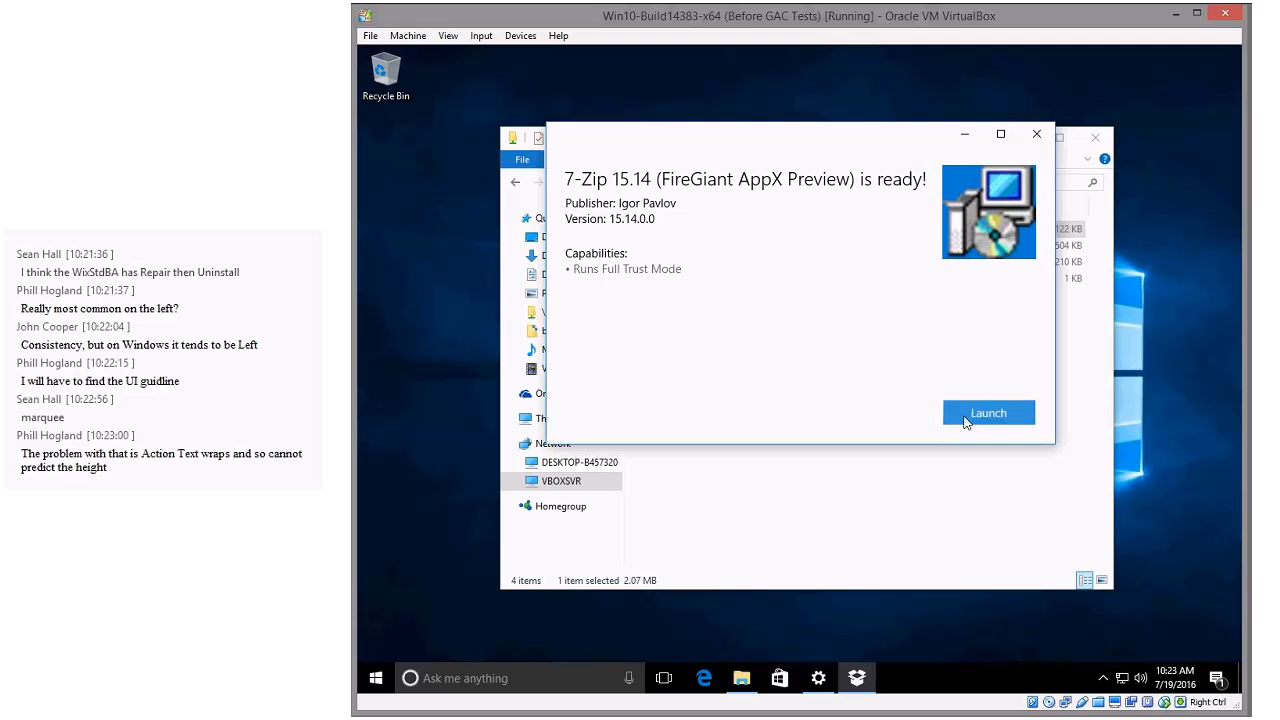 Sean Hall [10:21:36 ]
I think the WixStdBA has Repair then Uninstall
Phill Hogland [10:21:37 ]
Really most common on the left?
John Cooper [10:22:04 ]
Consistency, but on Windows it tends to be Left
Phill Hogland [10:22:15 ]
I will have to find the UI guidline
Sean Hall [10:22:56 ]
marquee
Phill Hogland [10:23:00 ]
The problem with that is Action Text wraps and so cannot
predict the height
Win10-Build14383-x64 (Before GAC Tests) [Running] - Oracle VM VirtualBox
File Machine View Input Devices Help
Recycle Bin
File
7-Zip 15.14 (FireGiant AppX Preview) is ready!
Publisher: Igor Pavlov
Version: 15.14.0.0
Capabilities:
• Runs Full Trust Mode
Launch
122 KB
504 KB
210 KB
1 KB
Network
DESKTOP-B457320
VBOXSVR
Homegroup
4 items 1 item selected 2.07 MB
Ask me anything
10:23 AM
7/19/2016
1
Right Ctrl